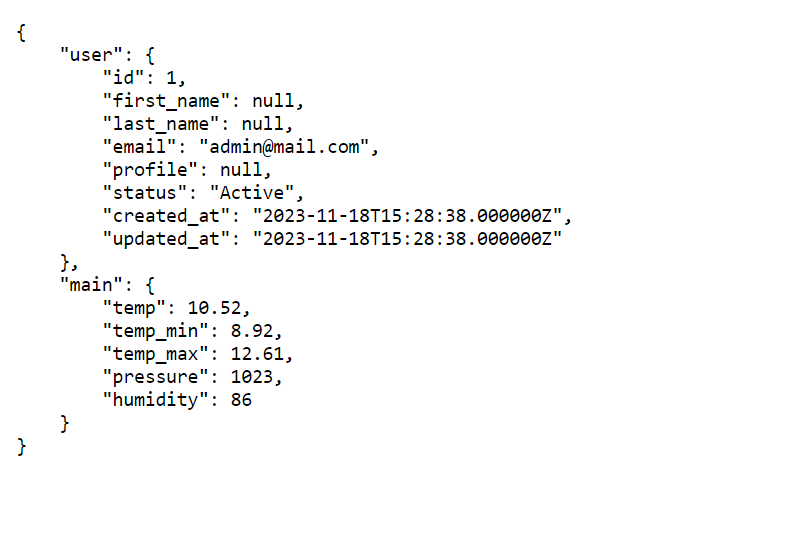 {
    "user": {
        "id": 1,
        "first_name": null,
        "last_name": null,
        "email": "admin@mail.com",
        "profile": null,
        "status": "Active",
        "created_at": "2023-11-18T15:28:38.000000Z",
        "updated_at": "2023-11-18T15:28:38.000000Z"
    },
    "main": {
        "temp": 10.52,
        "temp_min": 8.92,
        "temp_max": 12.61,
        "pressure": 1023,
        "humidity": 86
    }
}